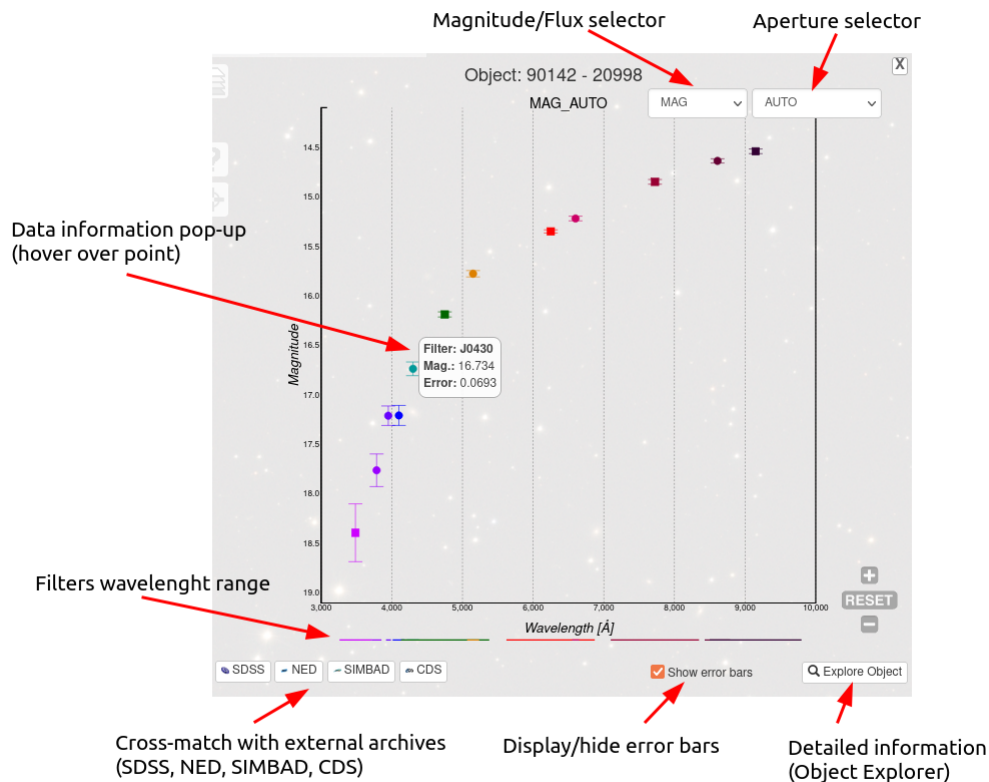 Magnitude/Flux selector
Aperture selector
X
Object: 90142 - 20998
MAG_AUTO
MAG
AUTO
14.5
15.0
Data information pop-up
(hover over point)
15.5
16.0
16.5
Magnitude
Filter: J0430
Mag.: 16.734
Error: 0.0693
17.0
17.5
18.0
18.5
Filters wavelenght range
19.0
3,000
4,000
5,000
6,000
7,000
8,000
9,000
10,000
RESET
Wavelength [Å]
SDSS
NED
SIMBAD
CDS
Show error bars
Explore Object
Cross-match with external archives
(SDSS, NED, SIMBAD, CDS)
Display/hide error bars
Detailed information
(Object Explorer)